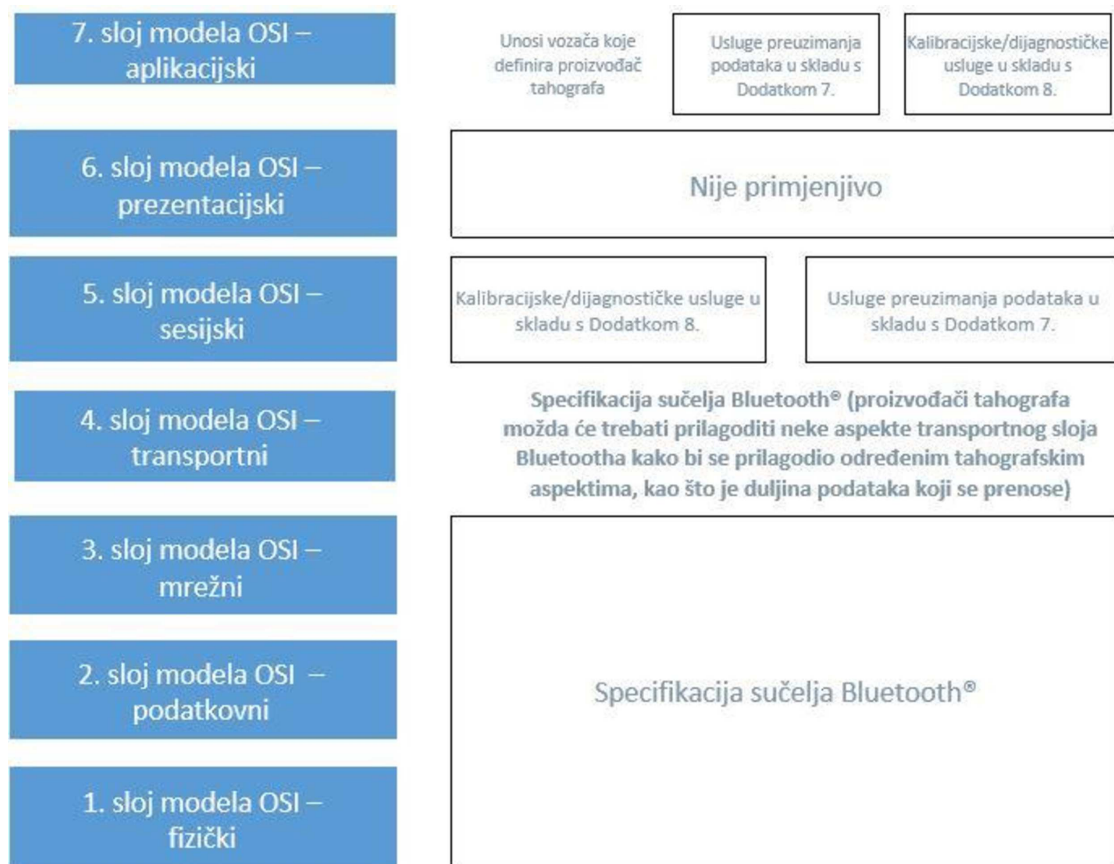 7. sloj modela OSI –
aplikacijski
Unosi vozača koje
definira proizvođač
tahografa
Usluge preuzimanja
podataka u skladu s
Dodatkom 7.
Kalibracijske/dijagnostičke
usluge u skladu s
Dodatkom 8.
6. sloj modela OSI –
prezentacijski
Nije primjenjivo
5. sloj modela OSI –
sesijski
Kalibracijske/dijagnostičke usluge u
skladu s Dodatkom 8.
Usluge preuzimanja podataka u
skladu s Dodatkom 7.
4. sloj modela OSI –
transportni
Specifikacija sučelja Bluetooth® (proizvođači tahografa
možda će trebati prilagoditi neke aspekte transportnog sloja
Bluetootha kako bi se prilagodio određenim tahografskim
aspektima, kao što je duljina podataka koji se prenose)
3. sloj modela OSI –
mrežni
2. sloj modela OSI –
podatkovni
Specifikacija sučelja Bluetooth®
1. sloj modela OSI –
fizički